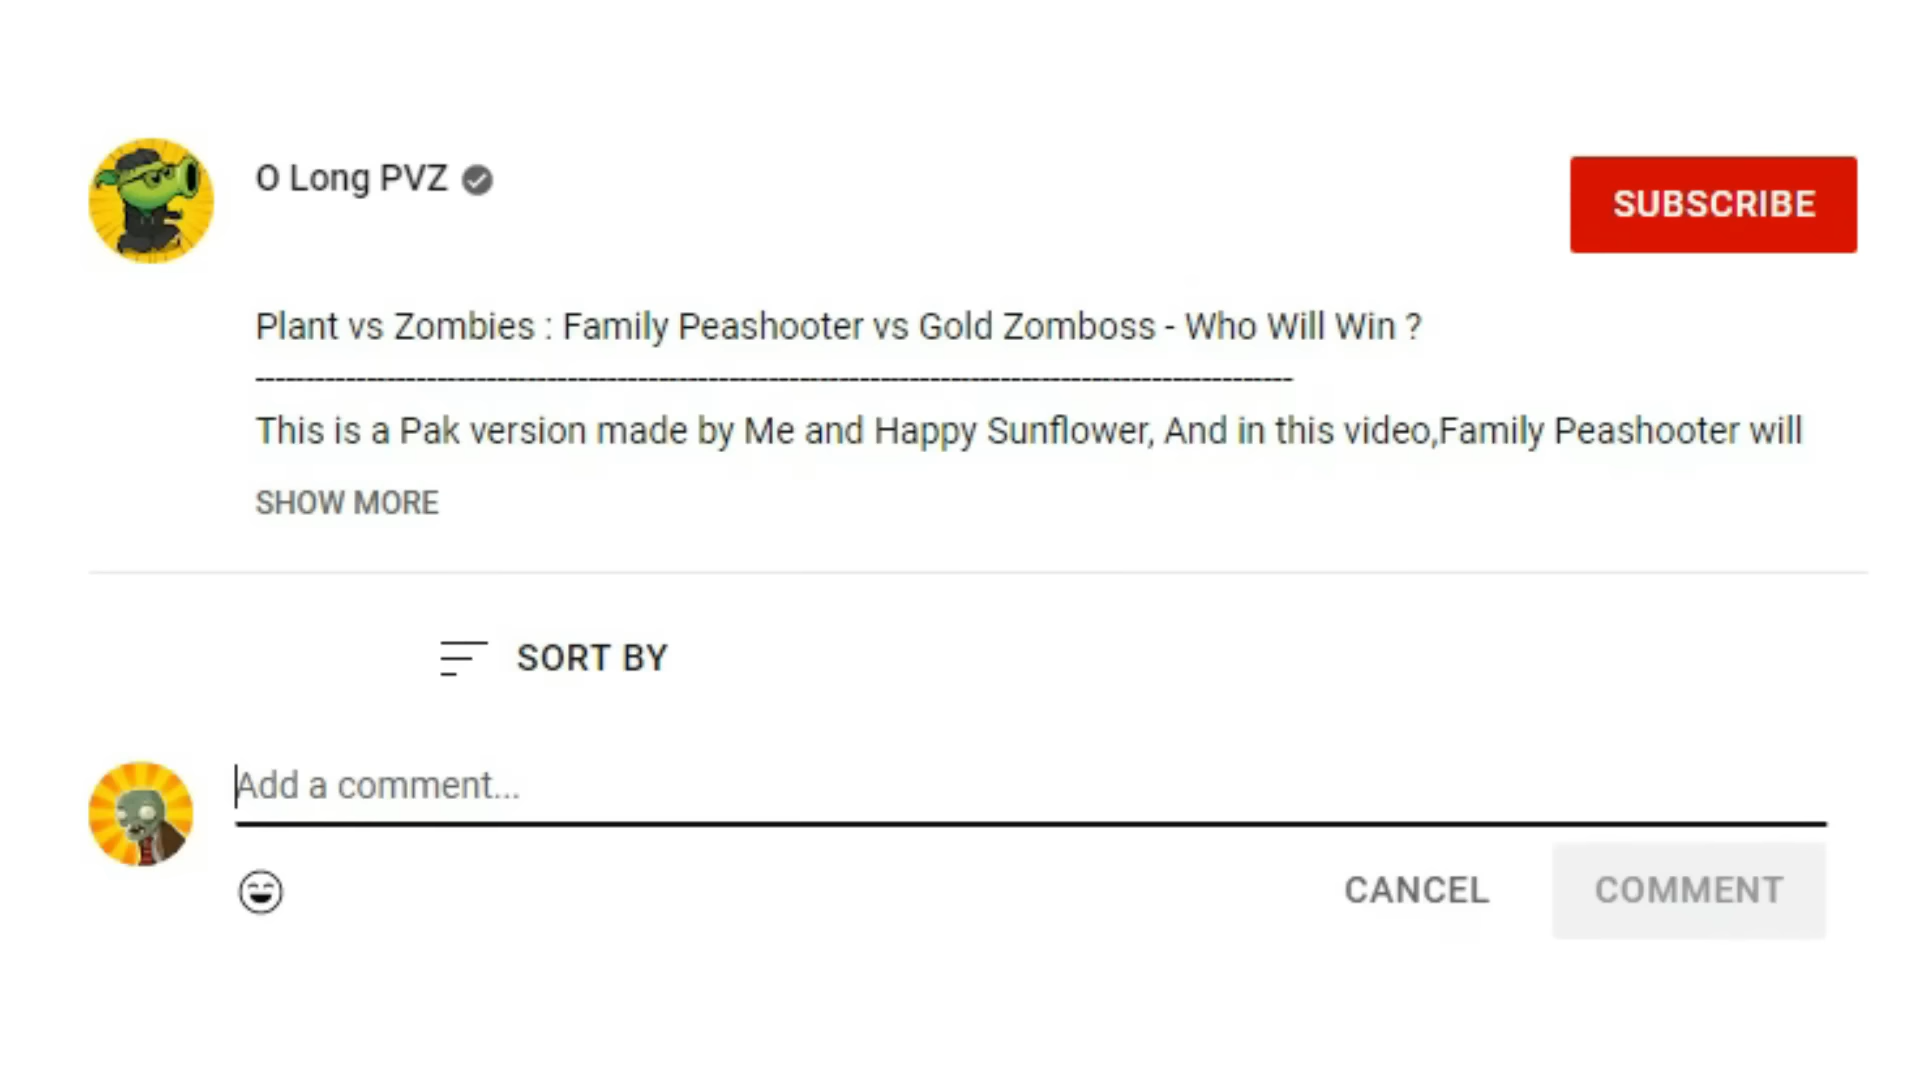 O Long PVZ
SUBSCRIBE
Plant vs Zombies : Family Peashooter vs Gold Zomboss - Who Will Win ?
----------------------------------------------------------------------------------------------------
This is a Pak version made by Me and Happy Sunflower, And in this video,Family Peashooter will
SHOW MORE
SORT BY
Add a comment...
CANCEL COMMENT